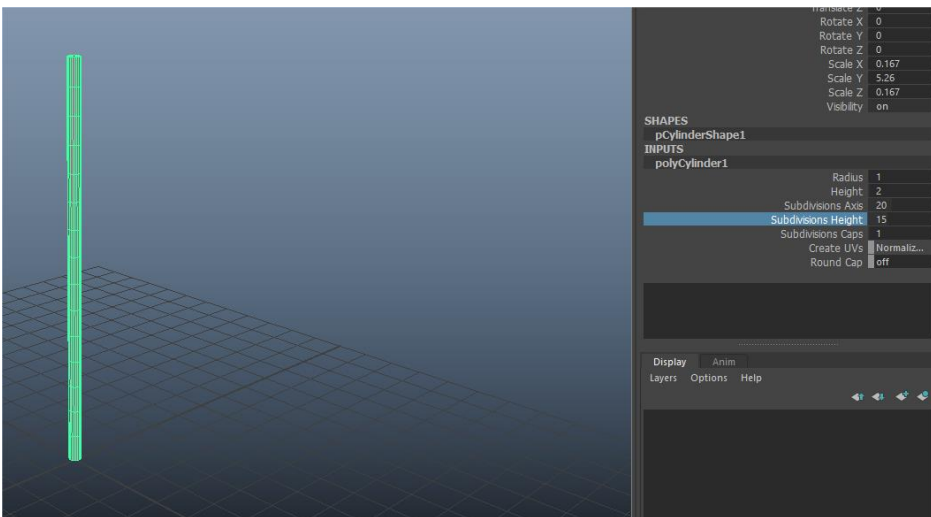 Translate Z 0
Rotate X 0
Rotate Y 0
Rotate Z 0
Scale X 0.167
Scale Y 5.26
Scale Z 0.167
Visibility on
SHAPES
pCylinderShape1
INPUTS
polyCylinder1
Radius 1
Height 2
Subdivisions Axis 20
Subdivisions Height 15
Subdivisions Caps 1
Create UVs Normaliz...
Round Cap off
Display Anim
Layers Options Help